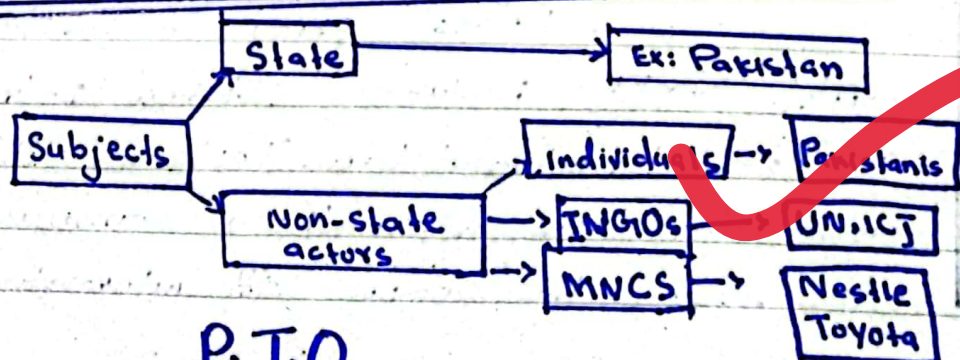 State
Ex: Pakistan
Subjects
individuals
Pakistanis
Non-state
actors
INGOs
UN, ICJ
MNCS
Nestle
Toyota
P.T.O